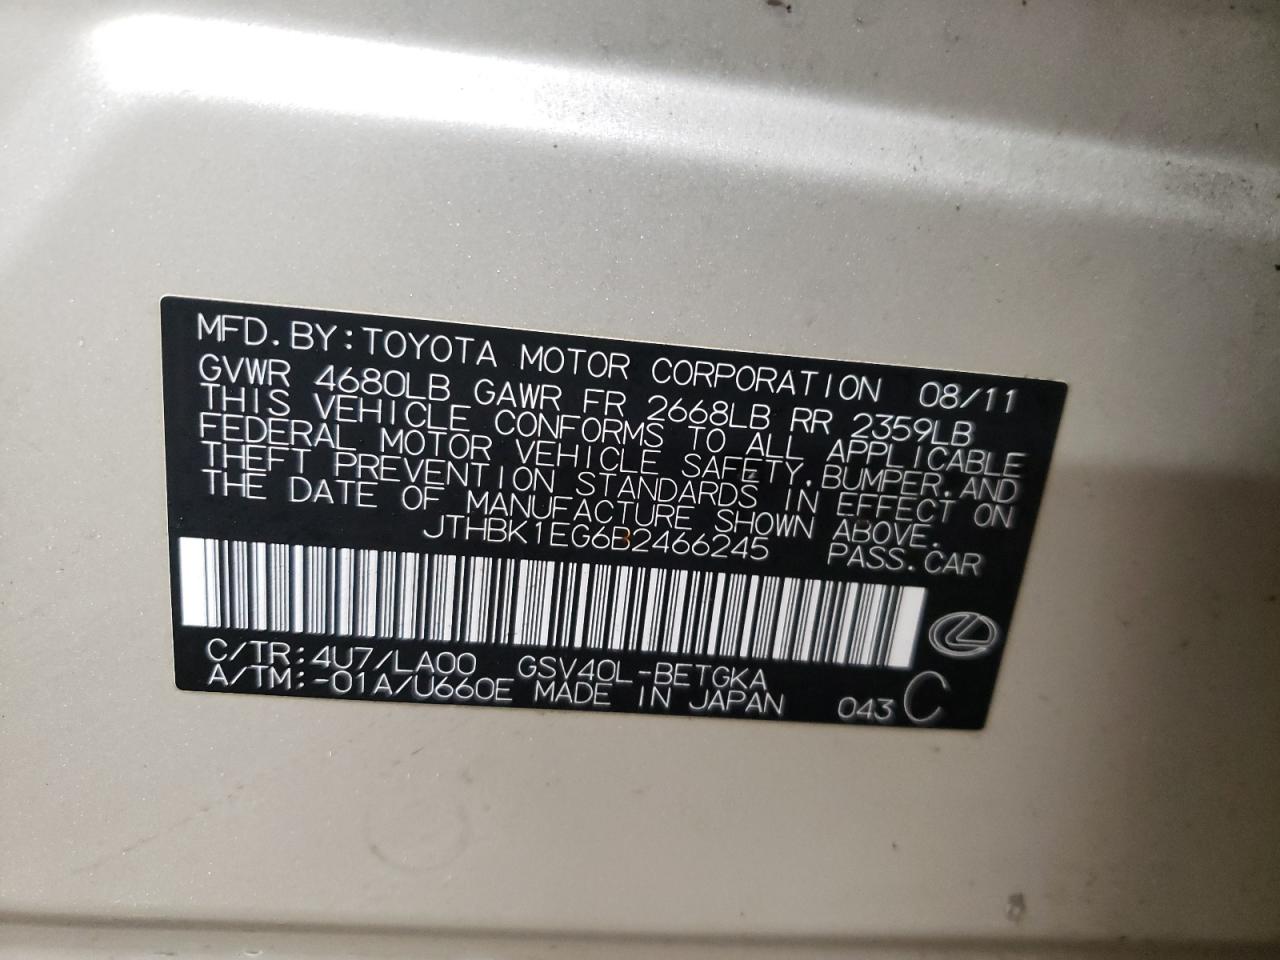 MFD. BY: TOYOTA MOTOR CORPORATION 08/11
GVWR 4680LB GAWR FR 2668LB RR 2359LB
THIS VEHICLE CONFORMS TO ALL APPLICABLE
FEDERAL MOTOR VEHICLE SAFETY, BUMPER, AND
THEFT PREVENTION STANDARDS IN EFFECT ON
THE DATE OF MANUFACTURE SHOWN ABOVE.
JTHBK1EG6B2466245 PASS. CAR
C/TR: 4U7/LA00 GSV40L-BETGKA
A/TM: -01A/U660E MADE IN JAPAN 043 C